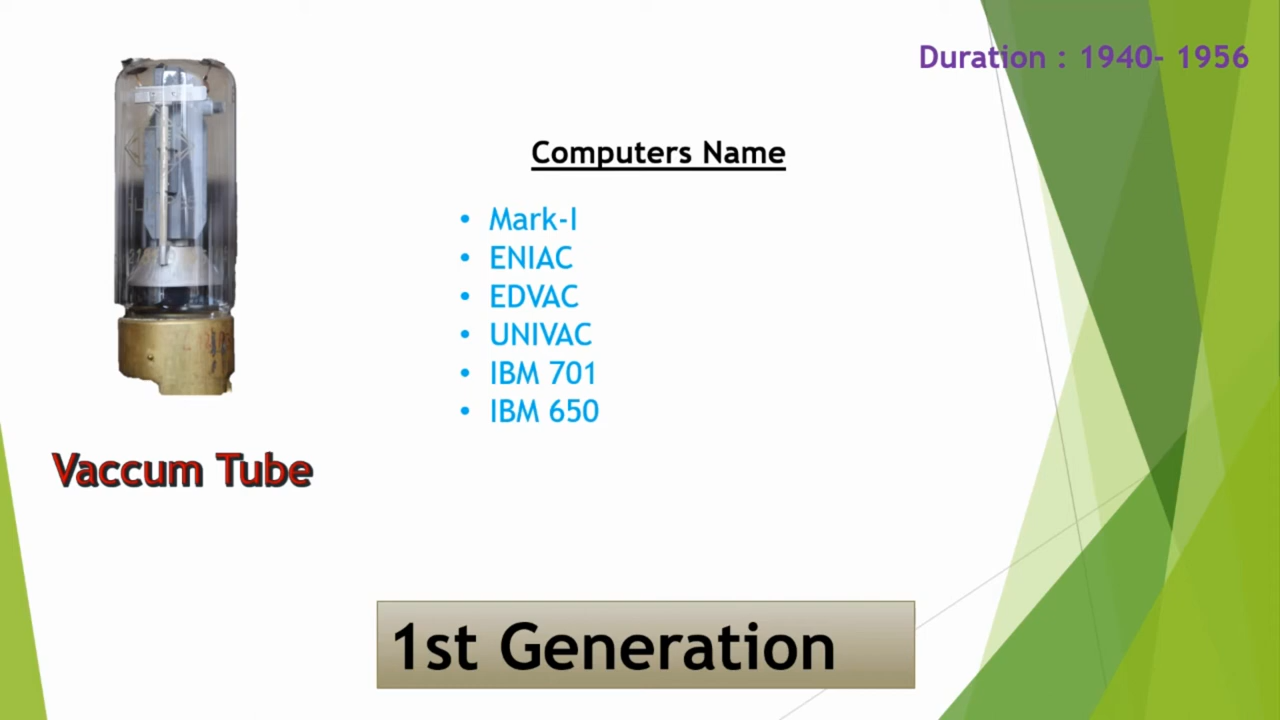 Duration : 1940- 1956
Computers Name
• Mark-I
• ENIAC
• EDVAC
• UNIVAC
• IBM 701
• IBM 650
Vaccum Tube
1st Generation